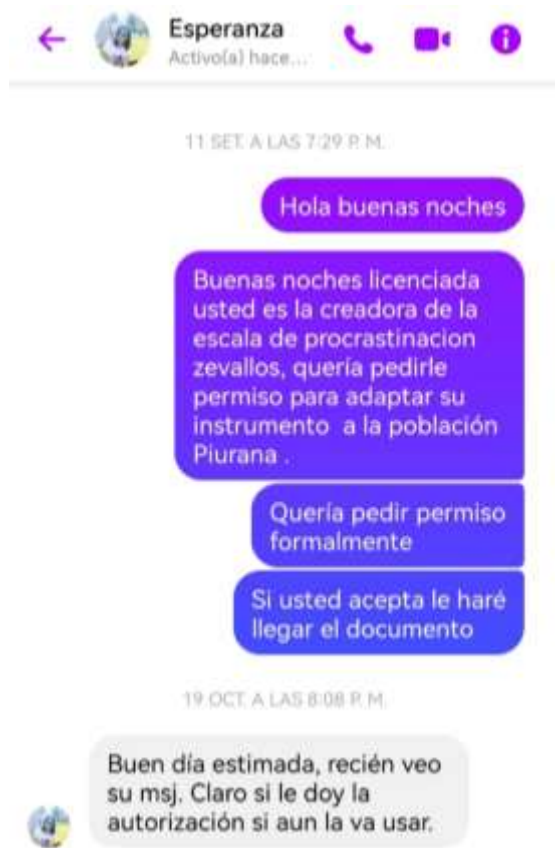 Esperanza
Activo(a) hace...
11 SET. A LAS 7:29 P. M.
Hola buenas noches
Buenas noches licenciada
usted es la creadora de la
escala de procrastinacion
zevallos, quería pedirle
permiso para adaptar su
instrumento a la población
Piurana .
Quería pedir permiso
formalmente
Si usted acepta le haré
llegar el documento
19 OCT. A LAS 8:08 P. M.
Buen día estimada, recién veo
su msj. Claro si le doy la
autorización si aun la va usar.